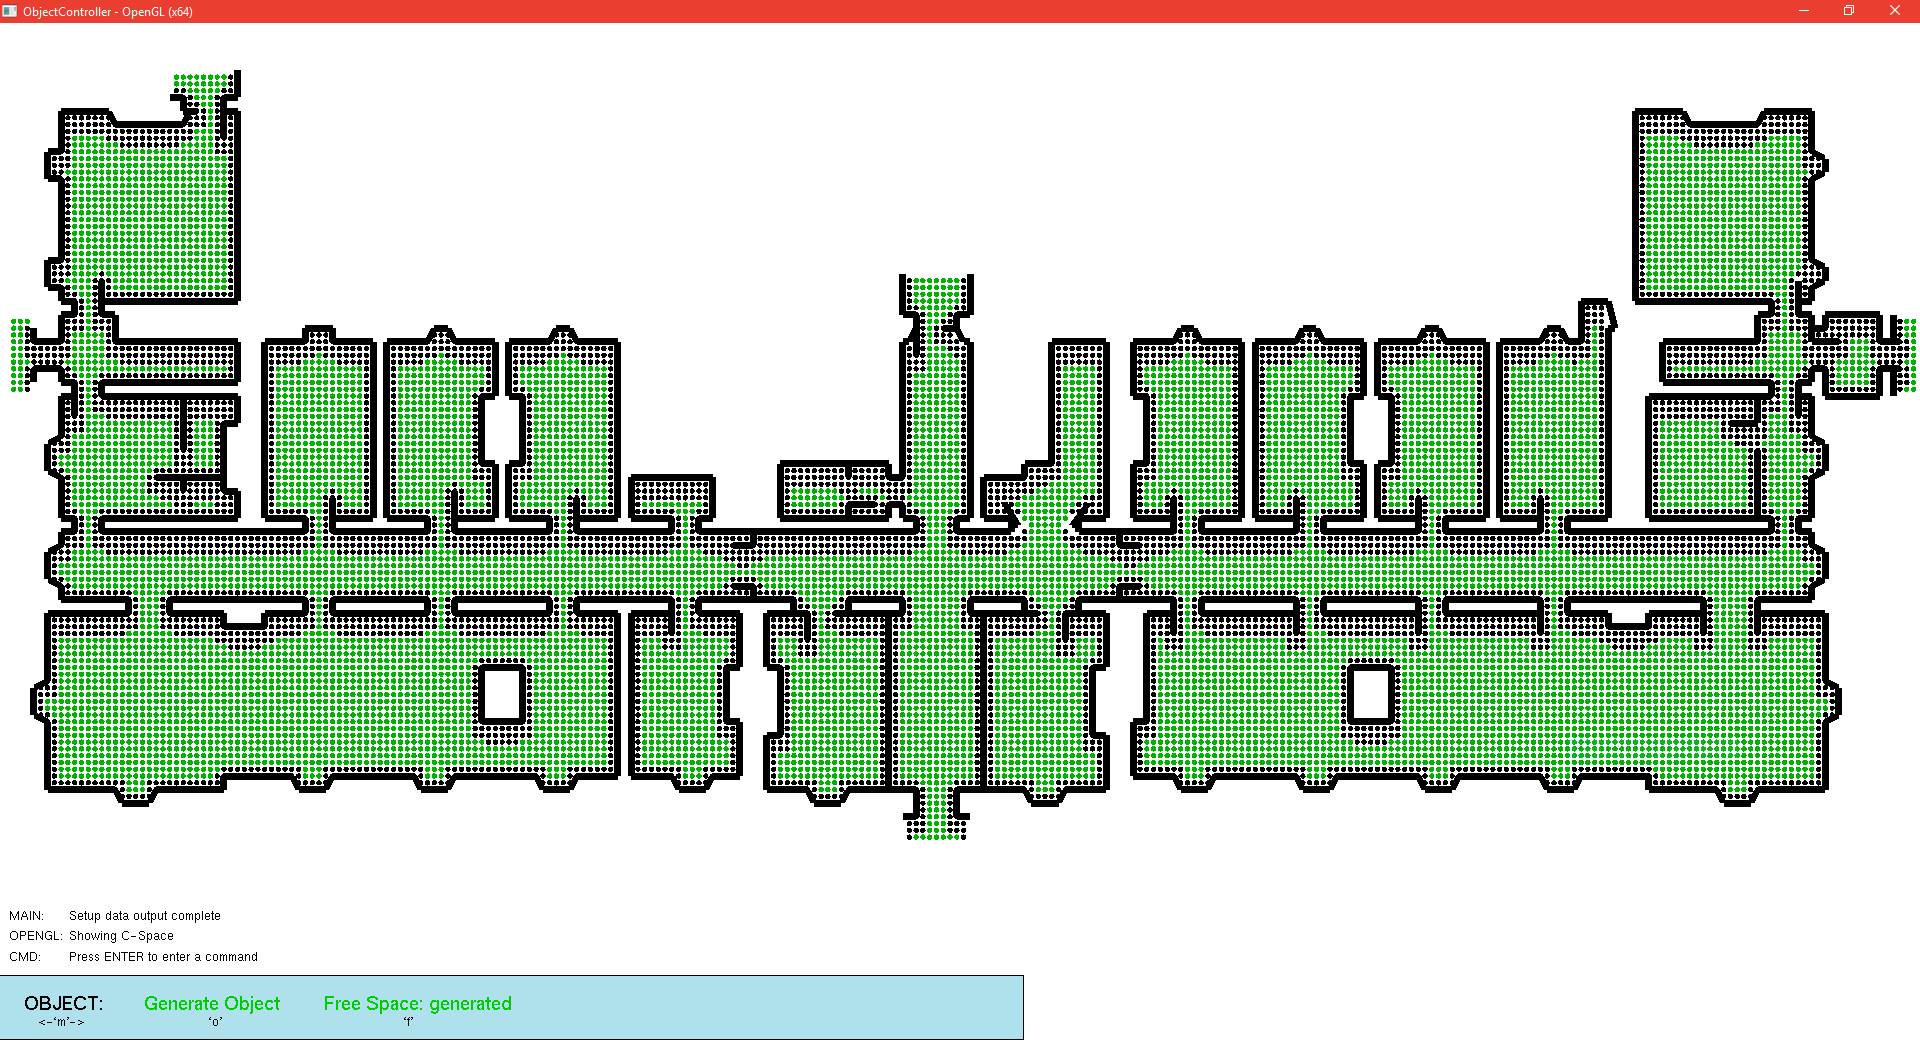 ObjectController - OpenGL (x64)
MAIN: Setup data output complete
OPENGL: Showing C-Space
CMD: Press ENTER to enter a command
OBJECT: Generate Object Free Space: generated
<-'m'-> 'o' 'f'